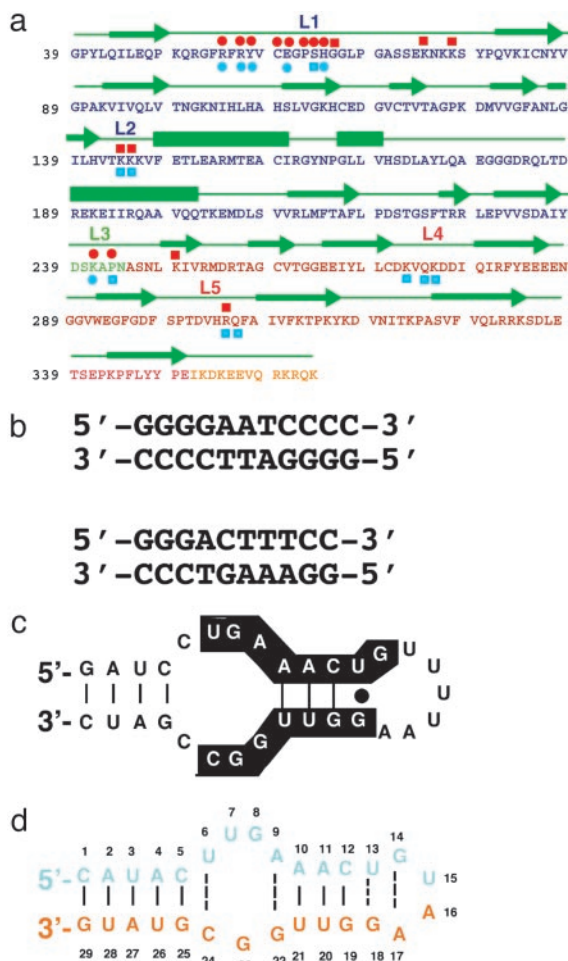 a
L1
39 GPYLQILEQP KQRGFRFRYV CEGPSHGGLP GASSEKNKKS YPQVKICNYV
89 GPAKVIVQLV TNGKNIHLHA HSLVGKHCED GVCTVTAGPK DMVVGFANLG
L2
139 ILHVTKKKVF ETLEARMTEA CIRGYNPGLL VHSDLAYLQA EGGGDRQLTD
189 REKEIIRQAA VQQTKEMDLS VVRLMFTAFL PDSTGSFTRR LEPVVSDAIY
L3 L4
239 DSKAPNASNL KIVRMDRTAG CVTGGEEIYL LCDKVQKDDI QIRFYEEEEN
L5
289 GGVWEGFGDF SPTDVHRQFA IVFKTPKYKD VNITKPASVF VQLRRKSDLE
339 TSEPKPFLYY PEIKDKEEVQ RKRQK
b
5′-GGGGAATCCCC-3′
3′-CCCCTTAGGGG-5′
5′-GGGACTTTCC-3′
3′-CCCTGAAAGG-5′
c
5'- G A U C C U G A A A C U G U U U
3'- C U A G C C G G U U G G A A U
d
1 2 3 4 5 6 7 8 9 10 11 12 13 14
5'- C A U A C U U G A A A C U G U 15
3'- G U A U G C G G A U U G G A A 16
29 28 27 26 25 24 22 21 20 19 18 17